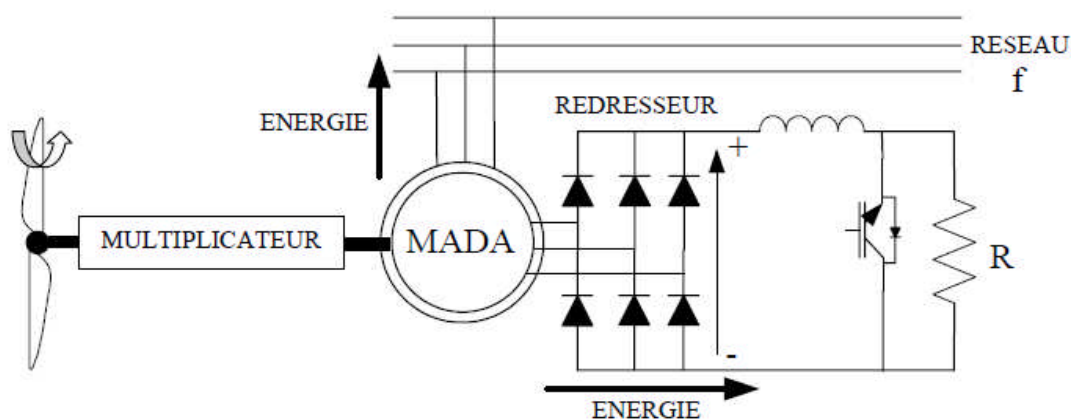 RESEAU
f
REDRESSEUR
ENERGIE
+
MULTIPLICATEUR
MADA
R
-
ENERGIE